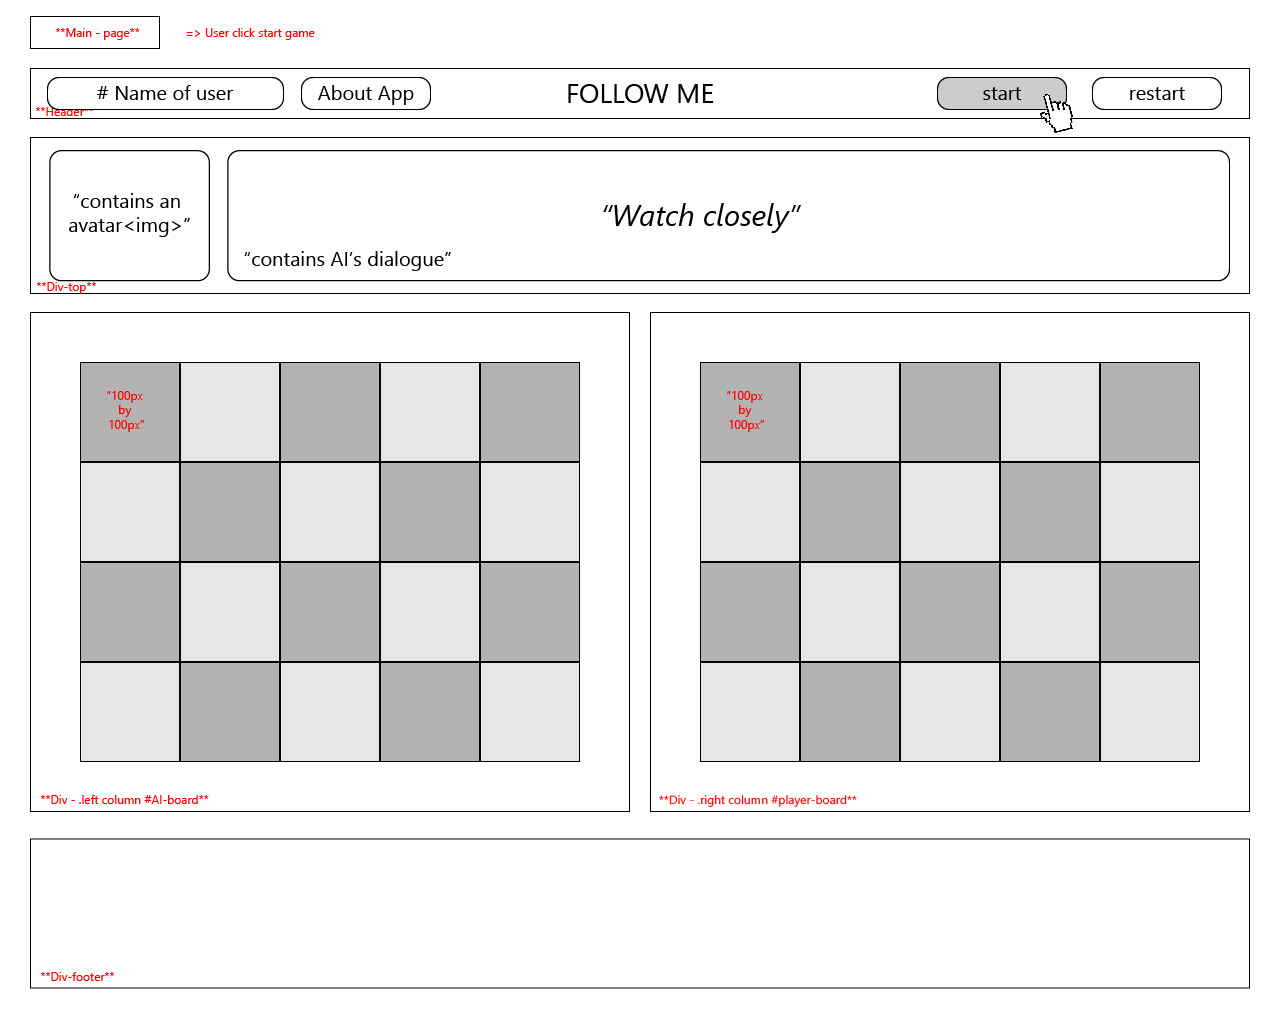 **Main - page**
=> User click start game
# Name of user
About App
FOLLOW ME
start
restart
**Header**
“contains an
avatar<img>”
“Watch closely”
“contains AI’s dialogue”
**Div-top**
“100px
by
100px”
“100px
by
100px”
**Div - .left column #AI-board**
**Div - .right column #player-board**
**Div-footer**